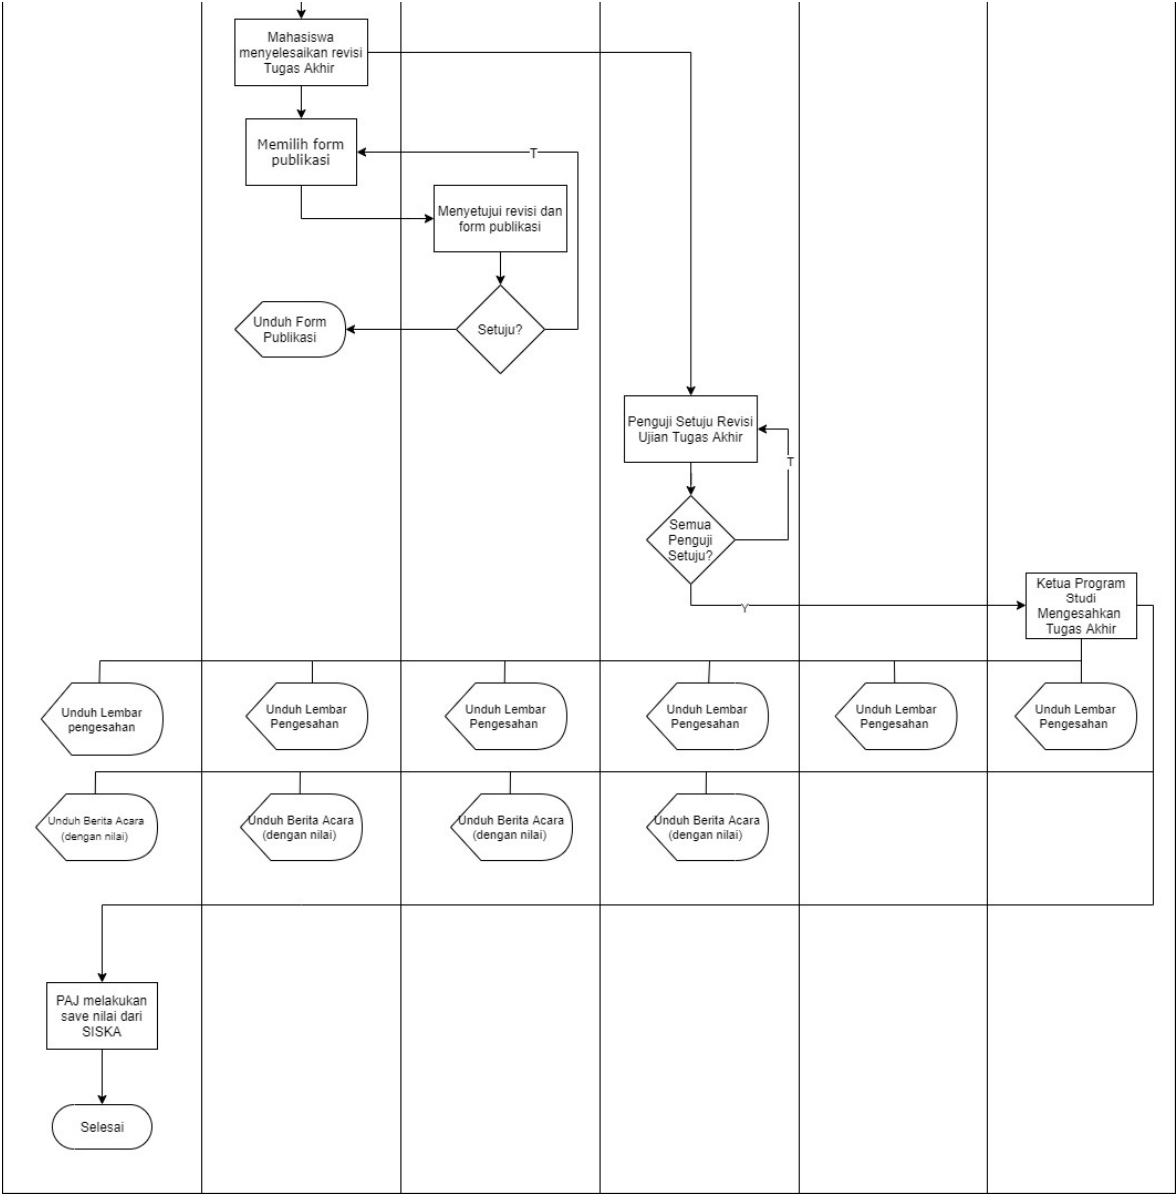 Mahasiswa
menyelesaikan revisi
Tugas Akhir
Memilih form
publikasi
T
Menyetujui revisi dan
form publikasi
Unduh Form
Publikasi
Setuju?
Penguji Setuju Revisi
Ujian Tugas Akhir
T
Semua
Penguji
Setuju?
Y
Ketua Program
Studi
Mengesahkan
Tugas Akhir
Unduh Lembar
pengesahan
Unduh Lembar
Pengesahan
Unduh Lembar
Pengesahan
Unduh Lembar
Pengesahan
Unduh Lembar
Pengesahan
Unduh Lembar
Pengesahan
Unduh Berita Acara
(dengan nilai)
Unduh Berita Acara
(dengan nilai)
Unduh Berita Acara
(dengan nilai)
Unduh Berita Acara
(dengan nilai)
PAJ melakukan
save nilai dari
SISKA
Selesai